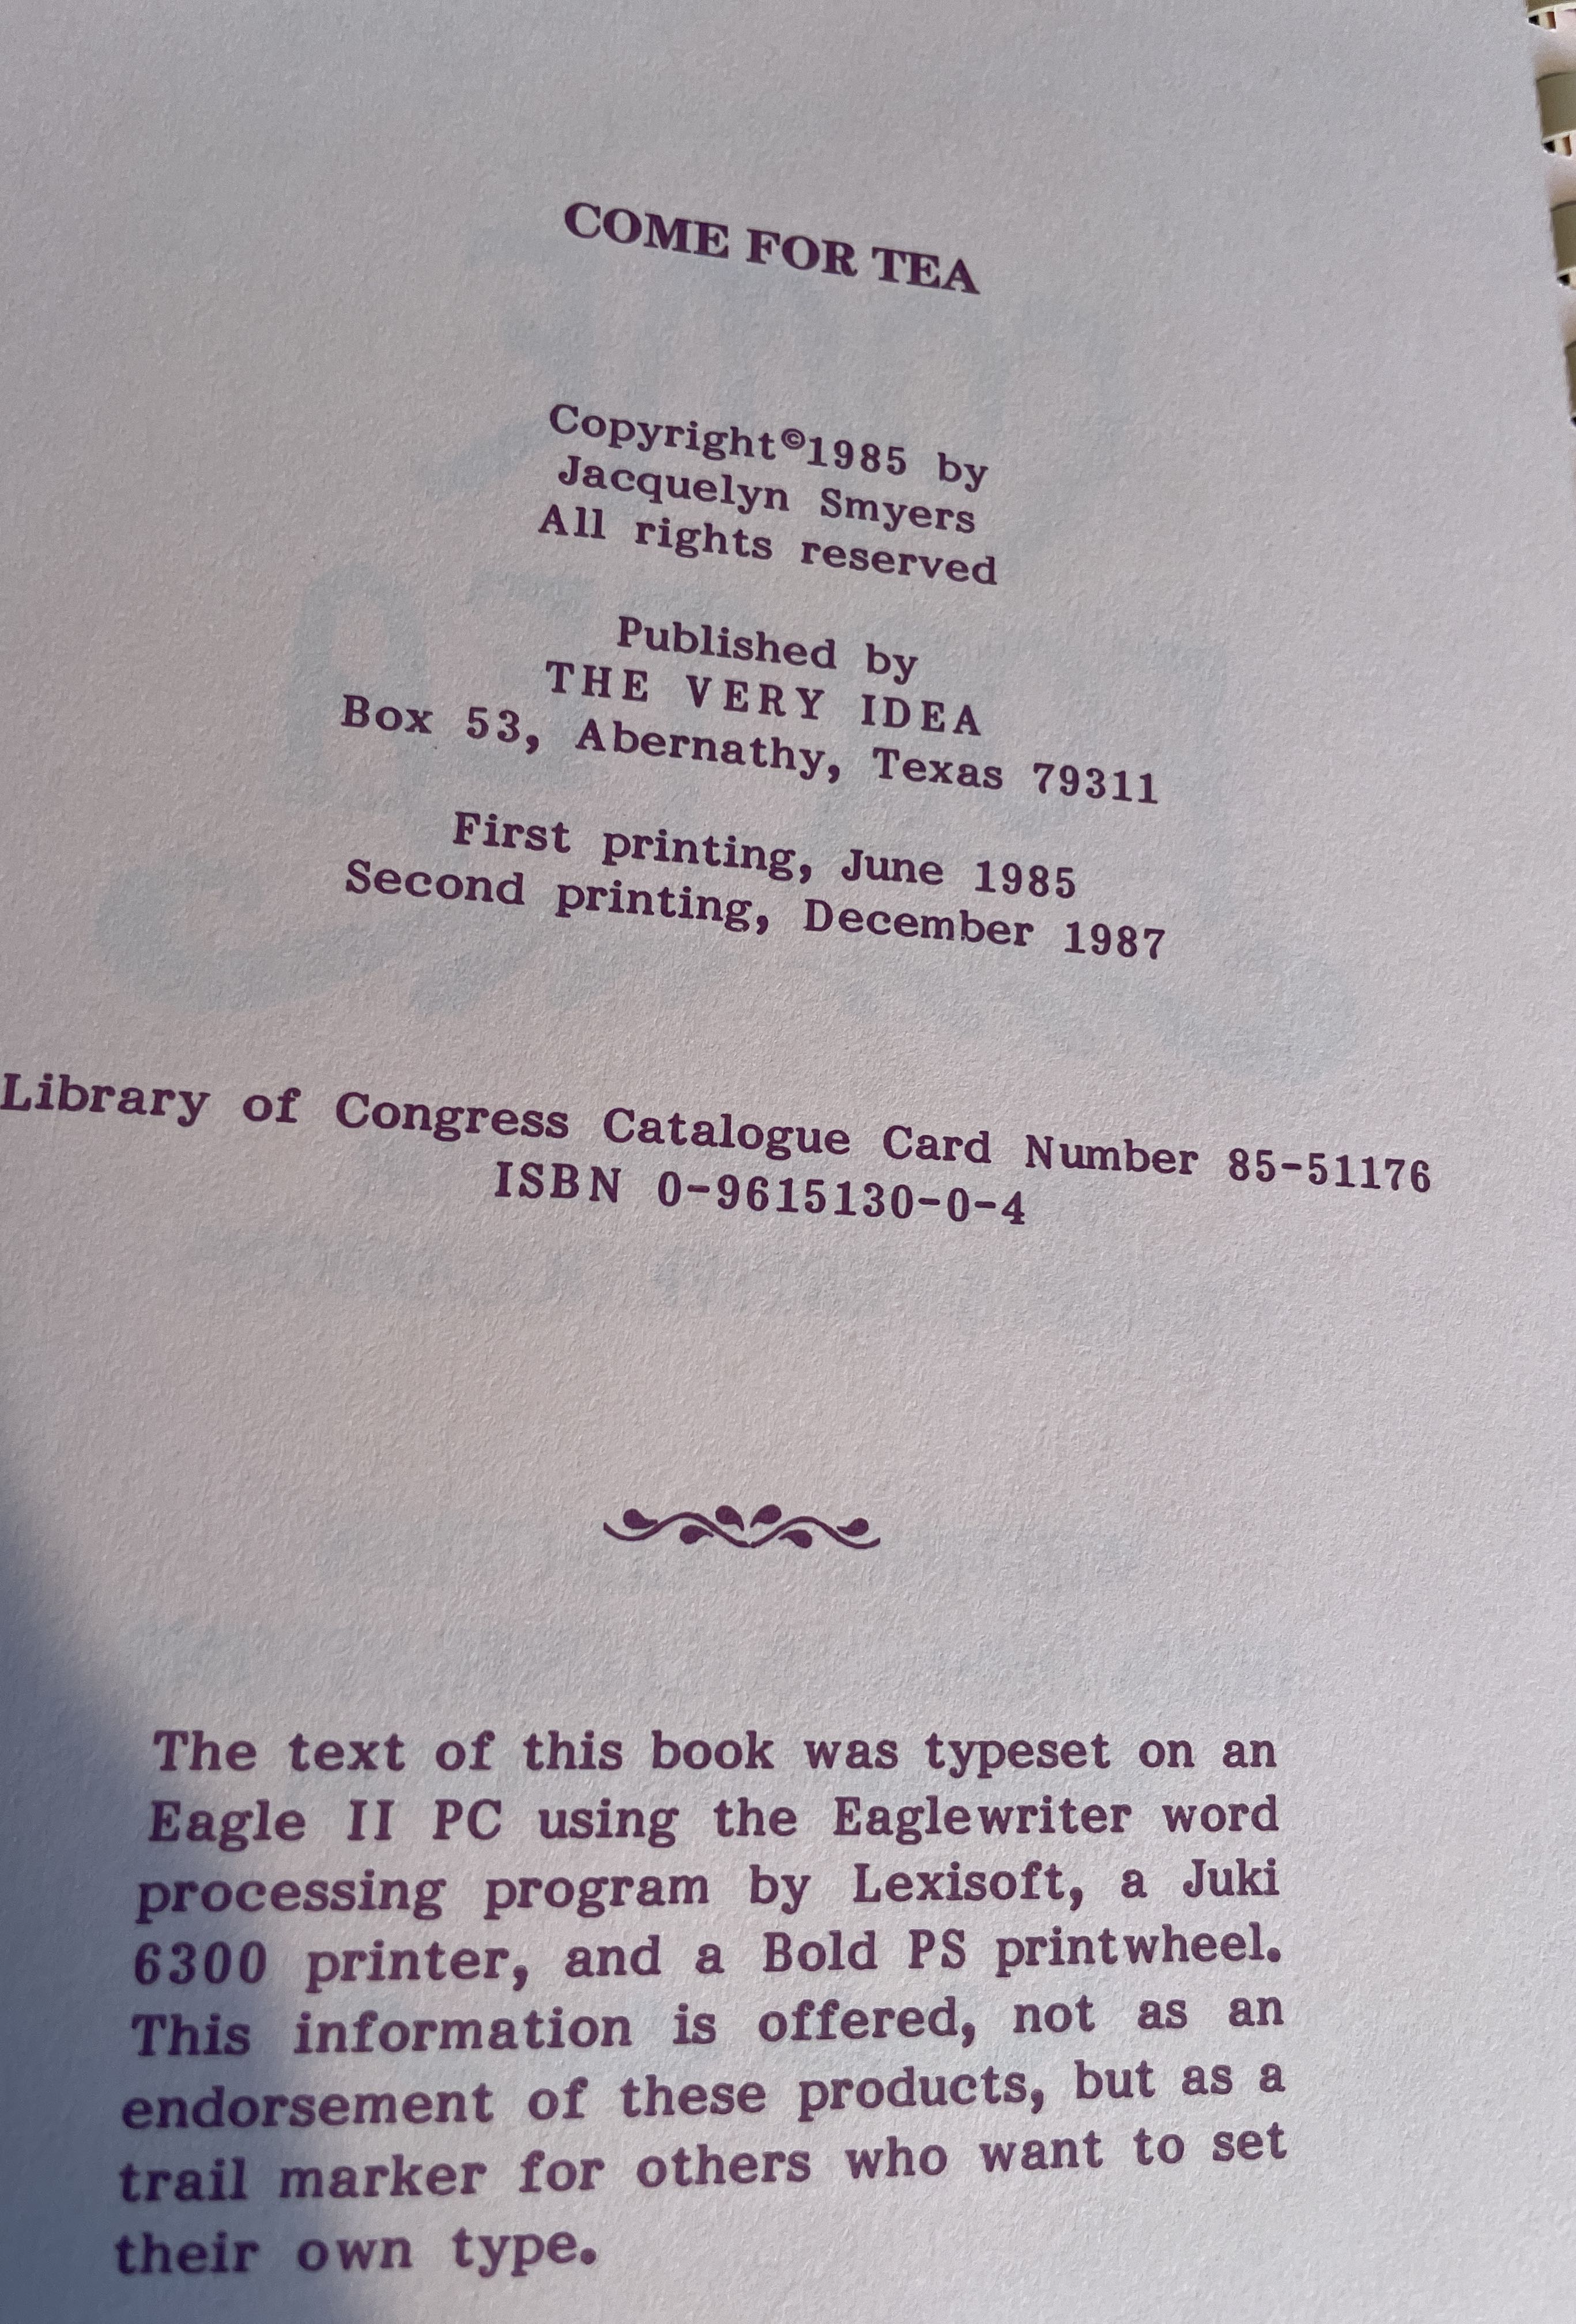 COME FOR TEA
Copyright©1985 by
Jacquelyn Smyers
All rights reserved
Published by
THE VERY IDEA
Box 53, Abernathy, Texas 79311
First printing, June 1985
Second printing, December 1987
Library of Congress Catalogue Card Number 85-51176
ISBN 0-9615130-0-4
The text of this book was typeset on an
Eagle II PC using the Eaglewriter word
processing program by Lexisoft, a Juki
6300 printer, and a Bold PS printwheel.
This information is offered, not as an
endorsement of these products, but as a
trail marker for others who want to set
their own type.